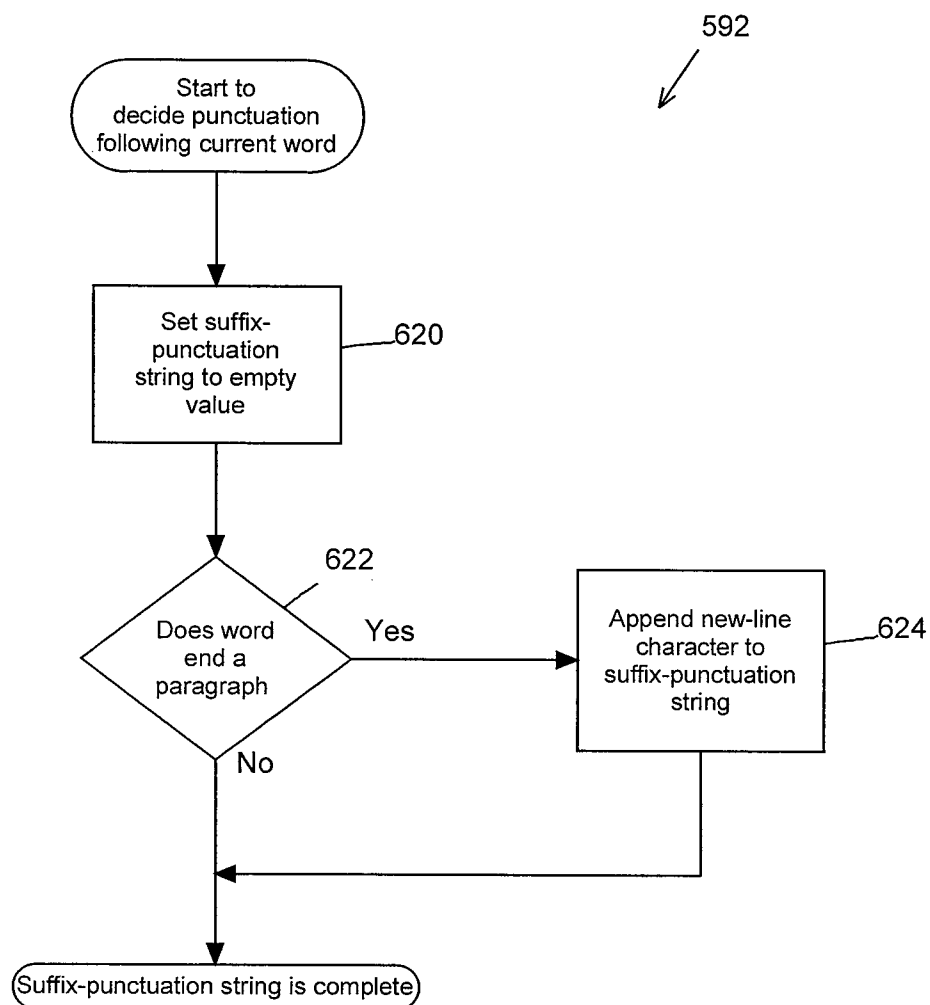 592
Start to
decide punctuation
following current word
Set suffix-
punctuation
string to empty
value
620
622
Does word
end a
paragraph
Yes
Append new-line
character to
suffix-punctuation
string
624
No
Suffix-punctuation string is complete